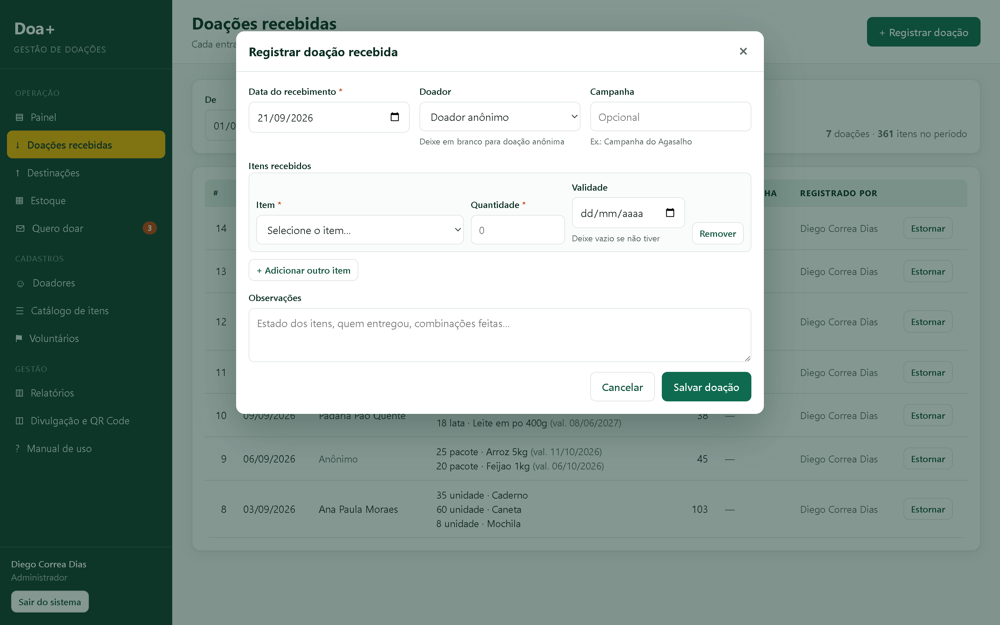 Doa+
GESTÃO DE DOAÇÕES
OPERAÇÃO
Painel
↓ Doações recebidas
↑ Destinações
Estoque
Quero doar 3
CADASTROS
Doadores
Catálogo de itens
Voluntários
GESTÃO
Relatórios
Divulgação e QR Code
? Manual de uso
Diego Correa Dias
Administrador
Sair do sistema
Doações recebidas
+ Registrar doação
Cada entra
De
01/0
7 doações · 361 itens no período
Registrar doação recebida
Data do recebimento *
21/09/2026
Doador
Doador anônimo
Deixe em branco para doação anônima
Campanha
Opcional
Ex.: Campanha do Agasalho
Itens recebidos
Item *
Selecione o item...
Quantidade *
0
Validade
dd/mm/aaaa
Deixe vazio se não tiver
Remover
+ Adicionar outro item
Observações
Estado dos itens, quem entregou, combinações feitas...
Cancelar
Salvar doação
# HA REGISTRADO POR
14 Diego Correa Dias Estornar
13 Diego Correa Dias Estornar
12 Diego Correa Dias Estornar
11 Diego Correa Dias Estornar
10 09/09/2026 Padaria Pao Quente 38 — Diego Correa Dias Estornar
18 lata · Leite em po 400g (val. 08/06/2027)
9 06/09/2026 Anônimo 45 — Diego Correa Dias Estornar
25 pacote · Arroz 5kg (val. 11/10/2026)
20 pacote · Feijao 1kg (val. 06/10/2026)
8 03/09/2026 Ana Paula Moraes 103 — Diego Correa Dias Estornar
35 unidade · Caderno
60 unidade · Caneta
8 unidade · Mochila